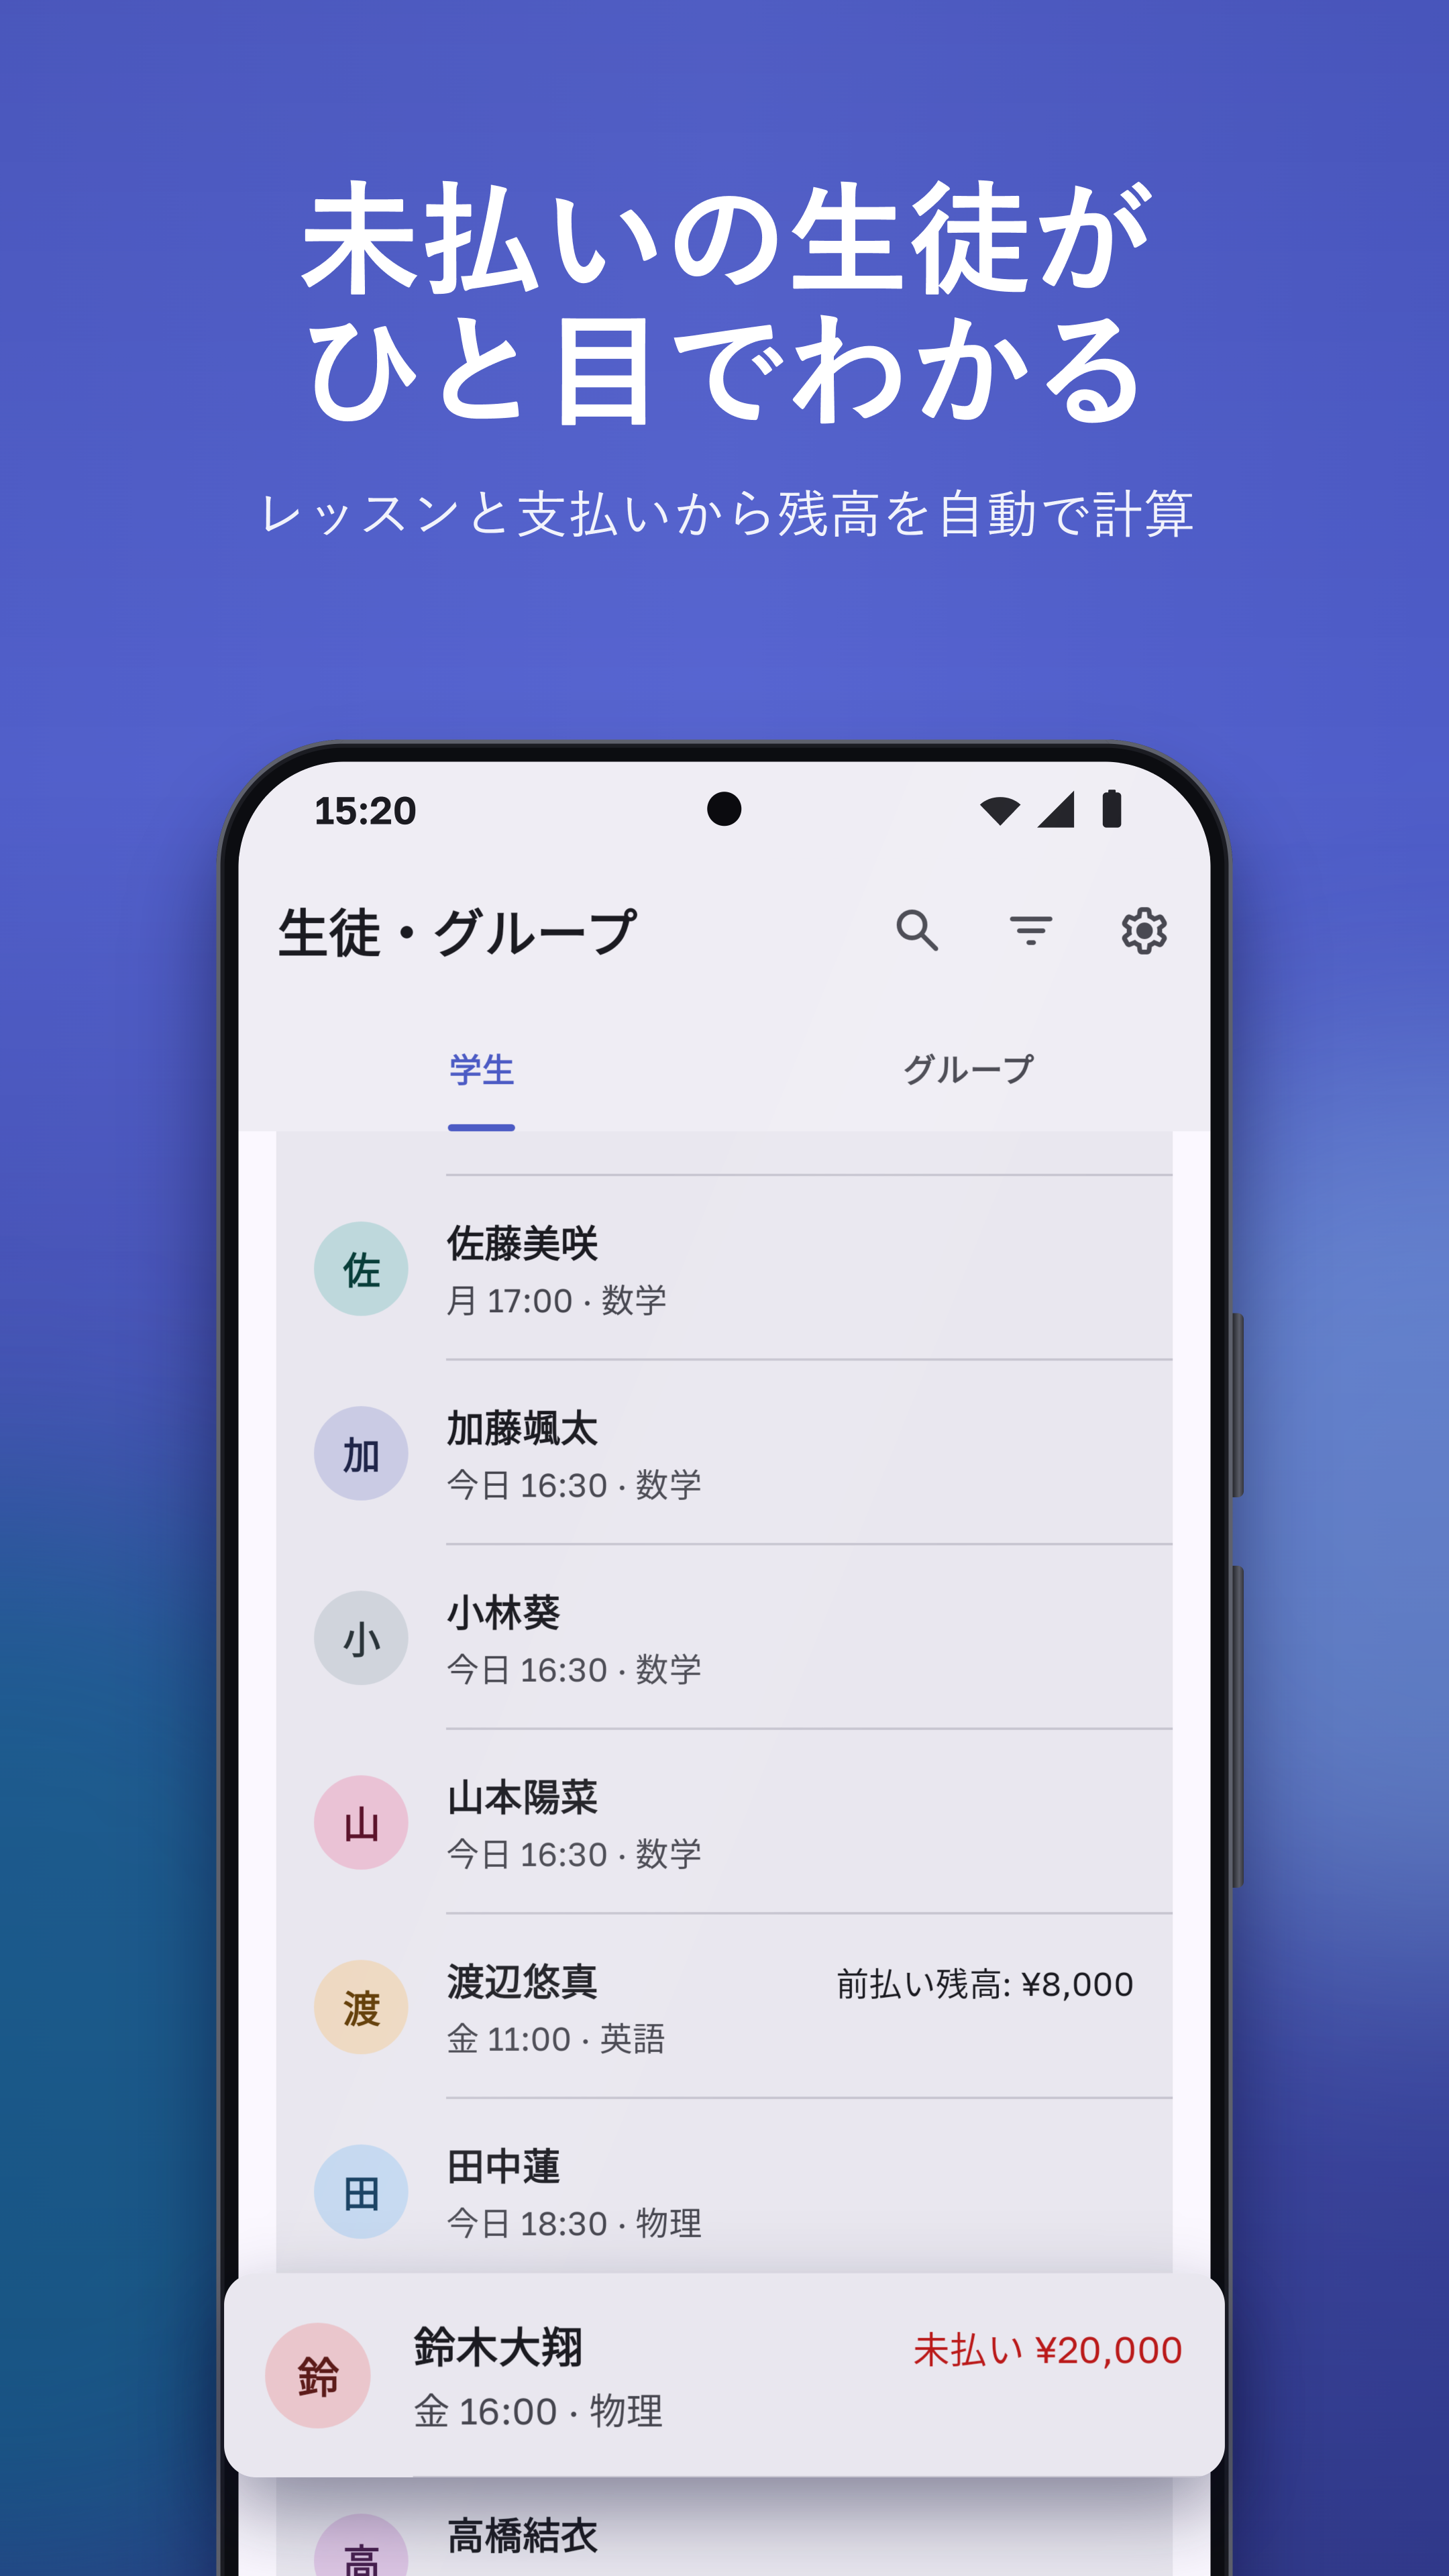 未払いの生徒が
ひと目でわかる
レッスンと支払いから残高を自動で計算
15:20
生徒・グループ
学生 グループ
佐 佐藤美咲
月 17:00 · 数学
加 加藤颯太
今日 16:30 · 数学
小 小林葵
今日 16:30 · 数学
山 山本陽菜
今日 16:30 · 数学
渡 渡辺悠真 前払い残高: ¥8,000
金 11:00 · 英語
田 田中蓮
今日 18:30 · 物理
鈴 鈴木大翔 未払い ¥20,000
金 16:00 · 物理
高 高橋結衣